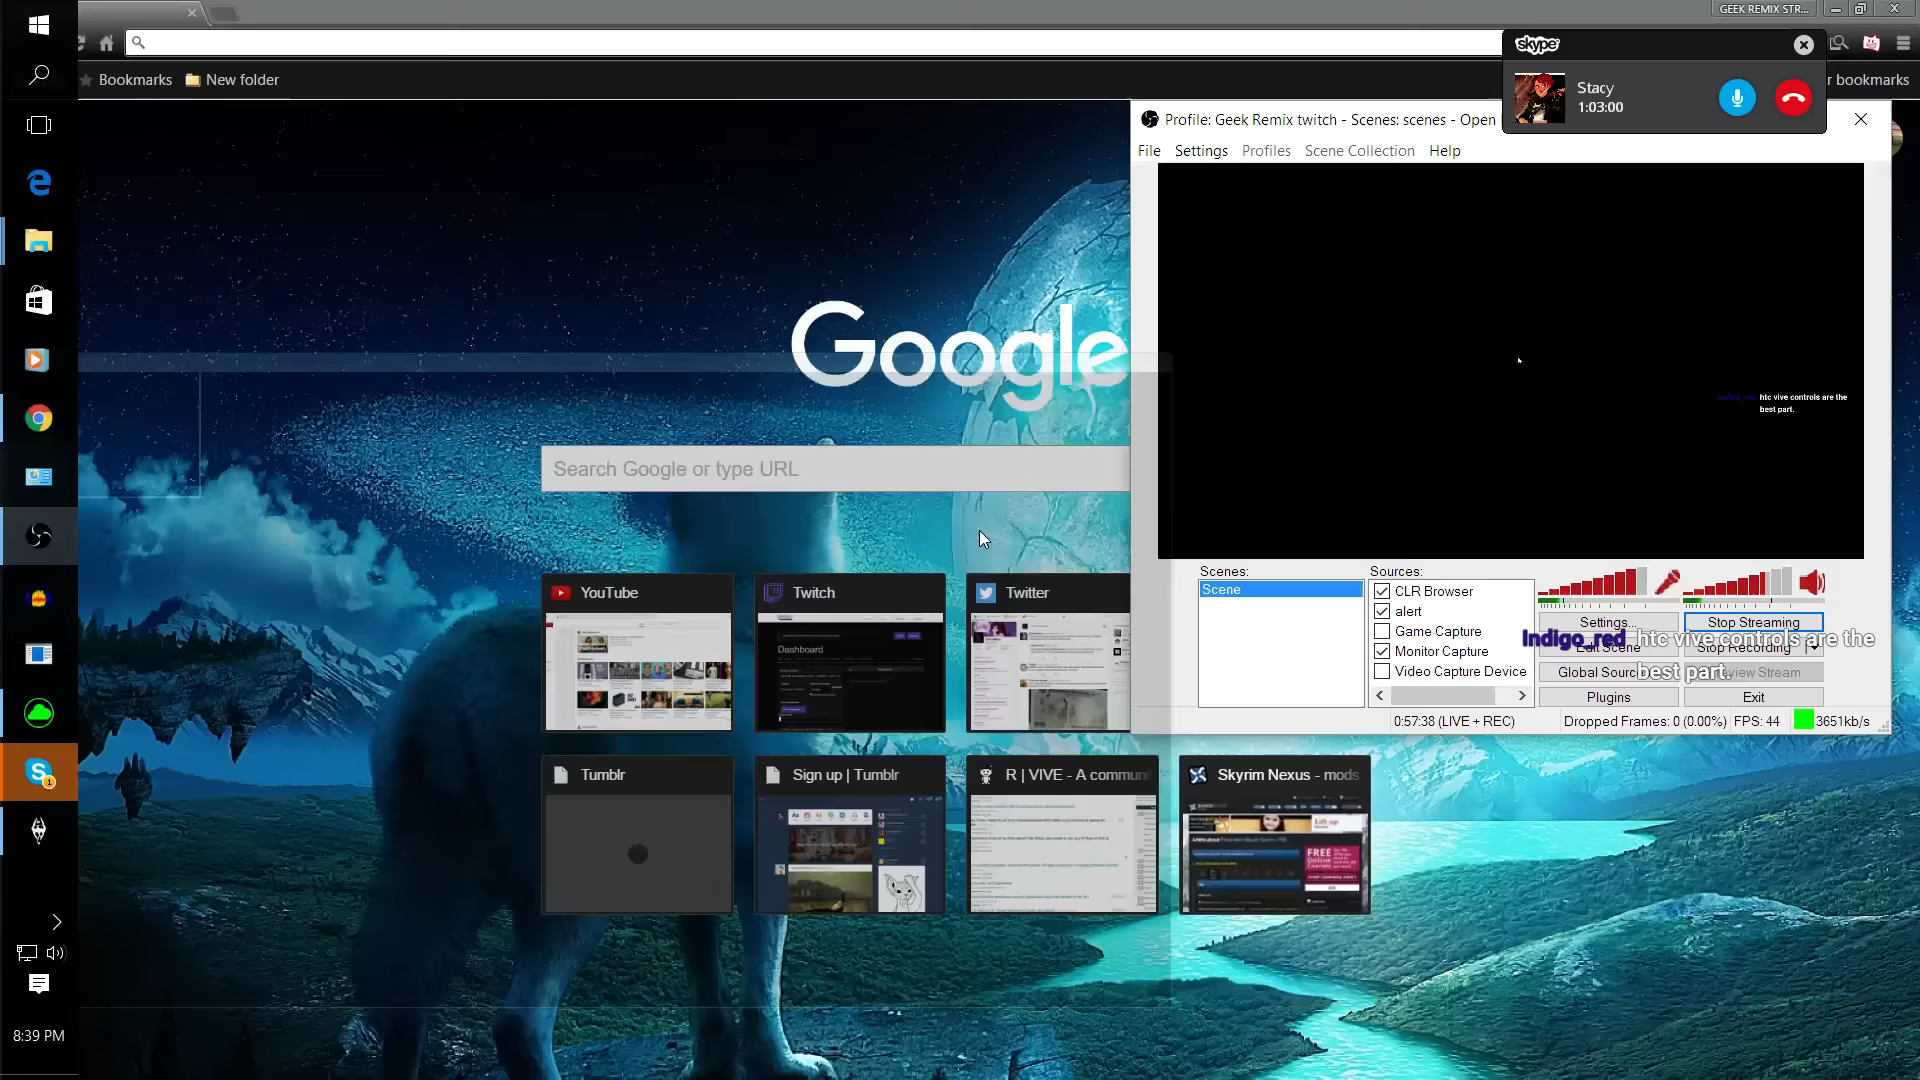 GEEK REMIX STR...
skype
Bookmarks
New folder
r bookmarks
Stacy
1:03:00
Profile: Geek Remix twitch - Scenes: scenes - Open
File Settings Profiles Scene Collection Help
Google
htc vive controls are the
best part.
Search Google or type URL
YouTube
Twitch
Twitter
Dashboard
Scenes:
Sources:
Scene
CLR Browser
alert
Game Capture
Monitor Capture
Video Capture Device
Settings...
Stop Streaming
Indigo_red htc vive controls are the
best part.
Edit Scene
Stop Recording
Global Sourc
view Stream
Plugins
Exit
0:57:38 (LIVE + REC)
Dropped Frames: 0 (0.00%) FPS: 44
3651kb/s
Tumblr
Sign up | Tumblr
R | VIVE - A commun
Skyrim Nexus - mods
FREE
8:39 PM